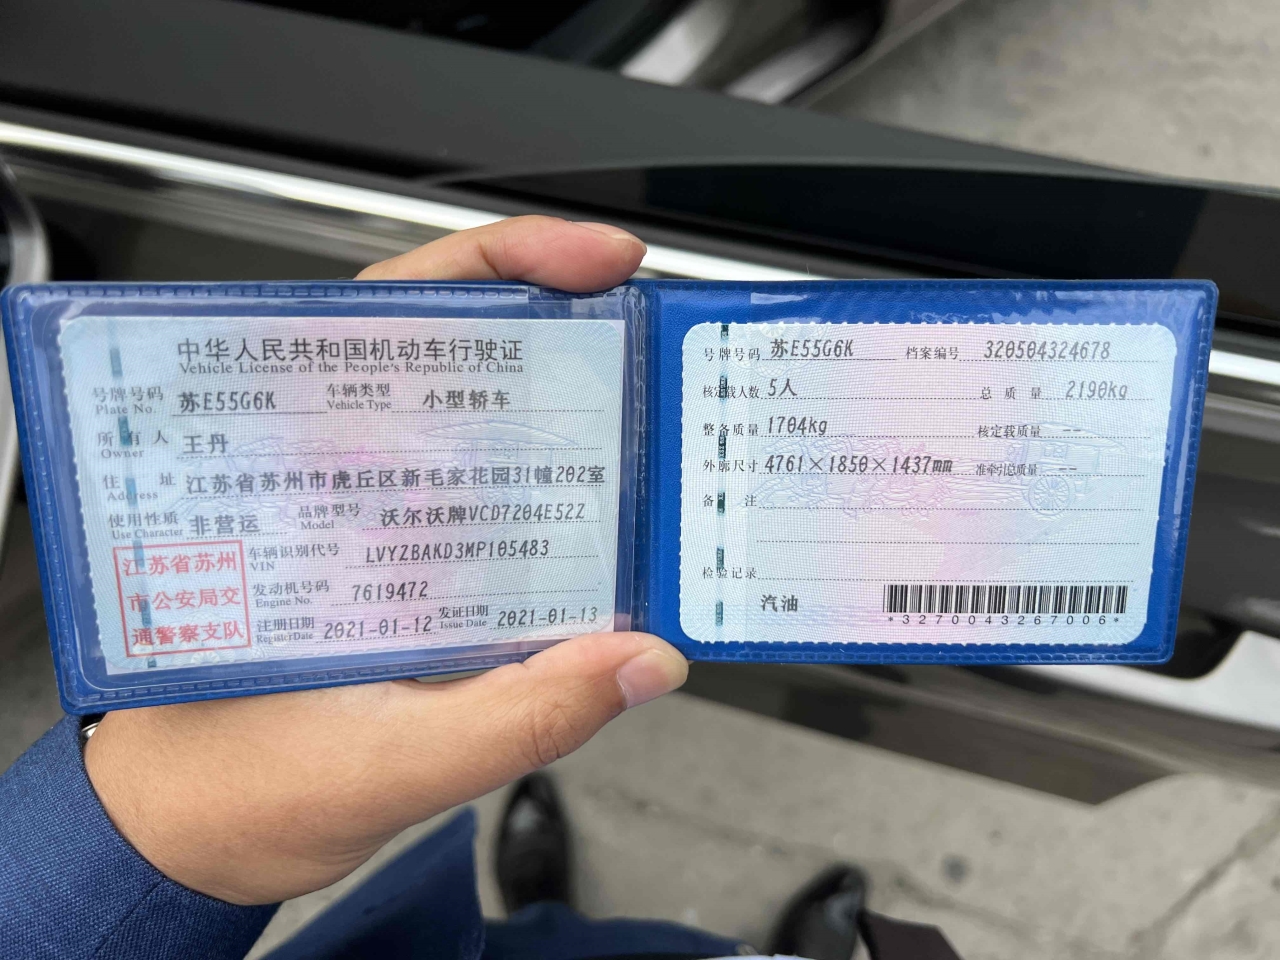 中华人民共和国机动车行驶证
Vehicle License of the People's Republic of China
号牌号码 苏E55G6K 车辆类型 小型轿车
Plate No. Vehicle Type
所有人 王丹
Owner
住址 江苏省苏州市虎丘区新毛家花园31幢202室
Address
使用性质 非营运 品牌型号 沃尔沃牌VCD7204E52Z
Use Character Model
江苏省苏州
市公安局交
通警察支队
车辆识别代号 LVYZBAKD3MP105483
VIN
发动机号码 7619472
Engine No.
注册日期 2021-01-12 发证日期 2021-01-13
Register Date Issue Date
号牌号码 苏E55G6K 档案编号 320504324678
核定载人数 5人 总质量 2190kg
整备质量 1704kg 核定载质量 --
外廓尺寸 4761×1850×1437mm 准牵引总质量 --
备注
检验记录
汽油
*3270043267006*